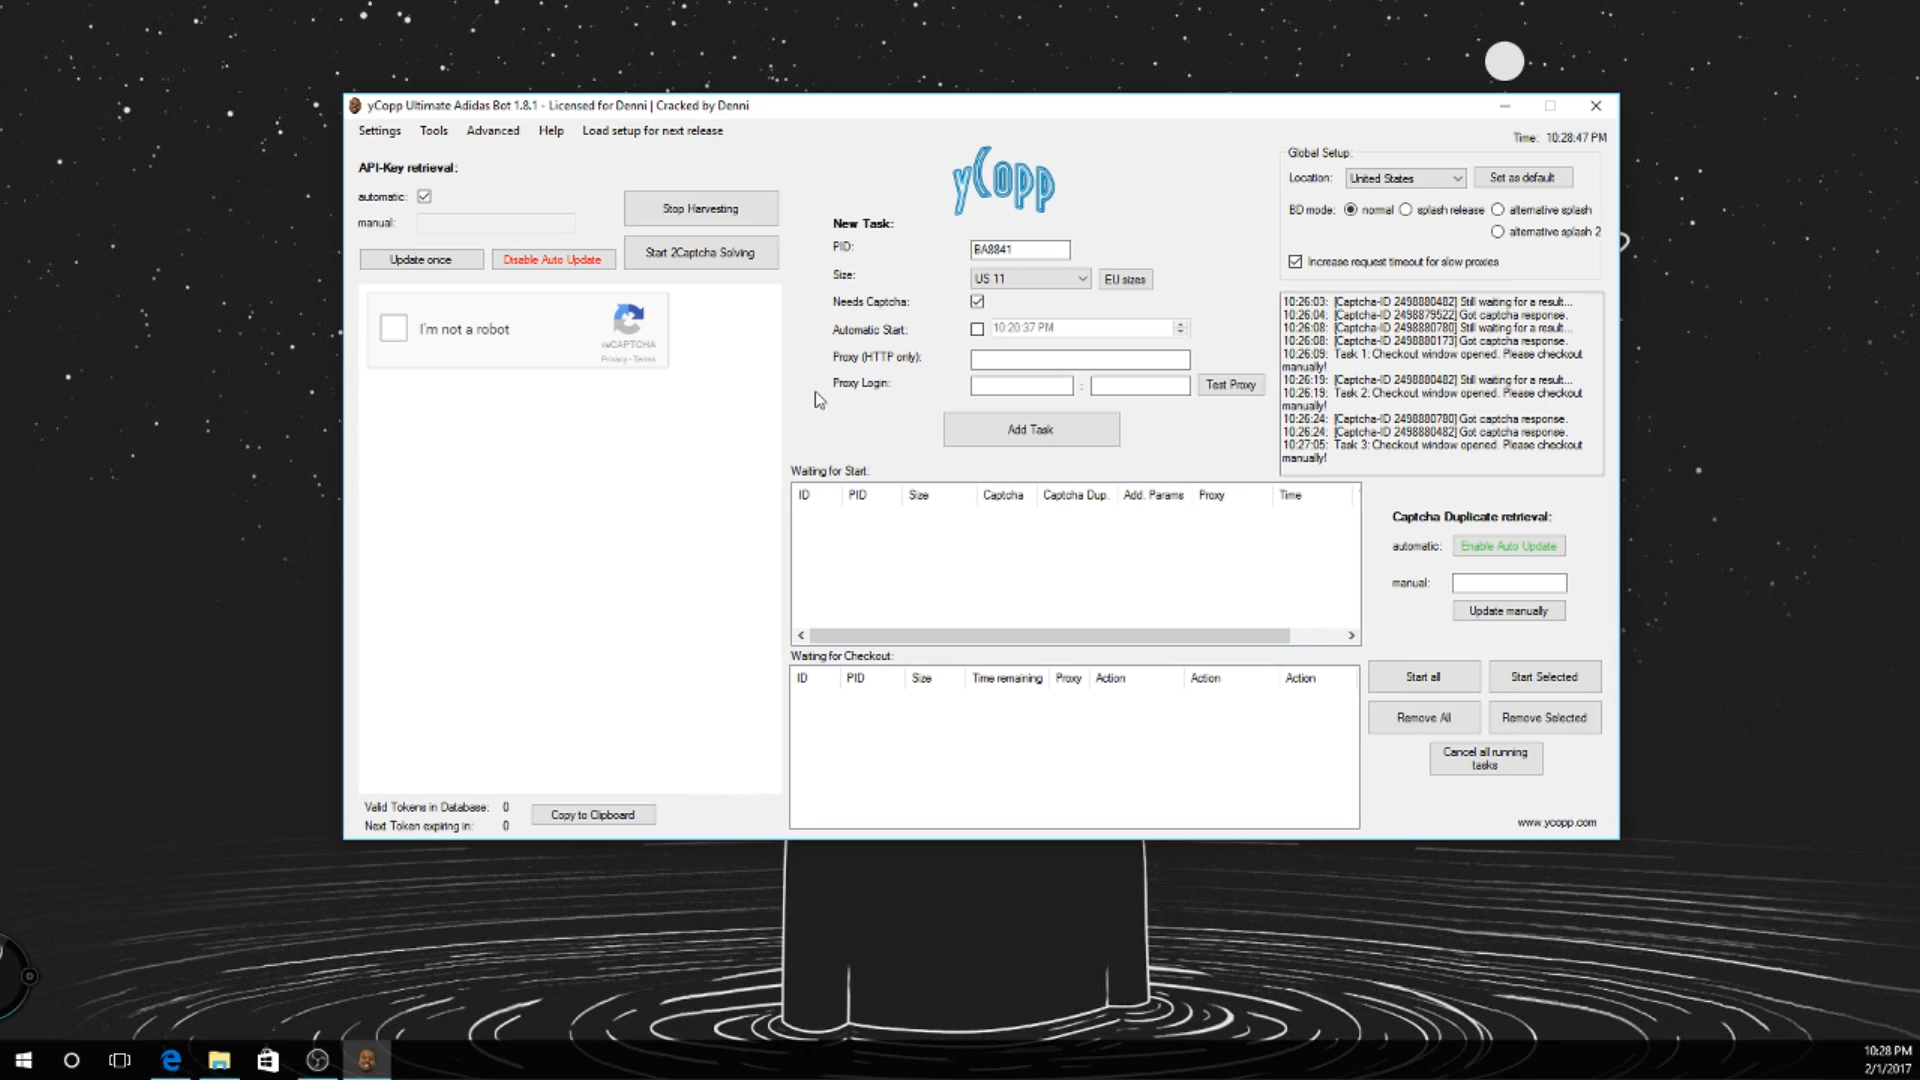 yCopp Ultimate Adidas Bot 1.8.1 - Licensed for Denni | Cracked by Denni
Settings Tools Advanced Help Load setup for next release
Time: 10:28:47 PM
API-Key retrieval:
automatic:
manual:
Stop Harvesting
Start 2Captcha Solving
Update once
Disable Auto Update
I'm not a robot
reCAPTCHA
Privacy - Terms
Valid Tokens in Database: 0
Next Token expiring in: 0
Copy to Clipboard
yCopp
New Task:
PID: BA8841
Size: US 11 EU sizes
Needs Captcha:
Automatic Start: 10:20:37 PM
Proxy (HTTP only):
Proxy Login: : Test Proxy
Add Task
Global Setup:
Location: United States Set as default
BD mode: normal splash release alternative splash
alternative splash 2
Increase request timeout for slow proxies
10:26:03: [Captcha-ID 2498880482] Still waiting for a result...
10:26:04: [Captcha-ID 2498879522] Got captcha response.
10:26:08: [Captcha-ID 2498880780] Still waiting for a result...
10:26:08: [Captcha-ID 2498880173] Got captcha response.
10:26:09: Task 1: Checkout window opened. Please checkout
manually!
10:26:19: [Captcha-ID 2498880482] Still waiting for a result...
10:26:19: Task 2: Checkout window opened. Please checkout
manually!
10:26:24: [Captcha-ID 2498880780] Got captcha response.
10:26:24: [Captcha-ID 2498880482] Got captcha response.
10:27:05: Task 3: Checkout window opened. Please checkout
manually!
Waiting for Start:
ID PID Size Captcha Captcha Dup. Add. Params Proxy Time
Captcha Duplicate retrieval:
automatic: Enable Auto Update
manual:
Update manually
Waiting for Checkout:
ID PID Size Time remaining Proxy Action Action Action
Start all Start Selected
Remove All Remove Selected
Cancel all running
tasks
www.ycopp.com
10:28 PM
2/1/2017